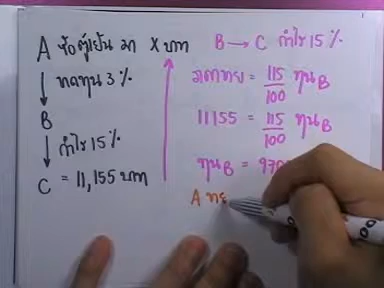 A ซื้อตู้เย็น มา X บาท
ขาดทุน 3 %
B
กำไร 15 %
C = 11,155 บาท
B → C กำไร 15 %
ราคาขาย = 115/100 ทุน B
11155 = 115/100 ทุน B
ทุน B = 970
A